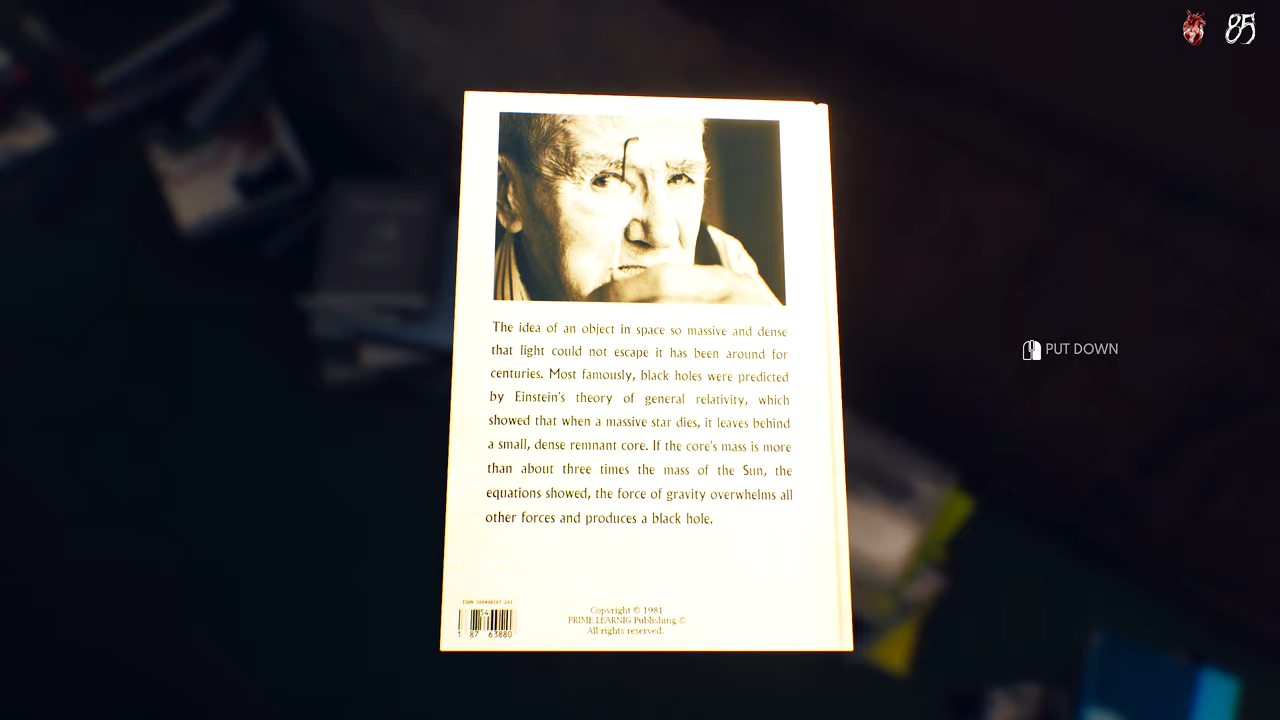 85
PUT DOWN
The idea of an object in space so massive and dense
that light could not escape it has been around for
centuries. Most famously, black holes were predicted
by Einstein's theory of general relativity, which
showed that when a massive star dies, it leaves behind
a small, dense remnant core. If the core's mass is more
than about three times the mass of the Sun, the
equations showed, the force of gravity overwhelms all
other forces and produces a black hole.
Copyright © 1981
PRIME LEARNIG Publishing ©
All rights reserved.